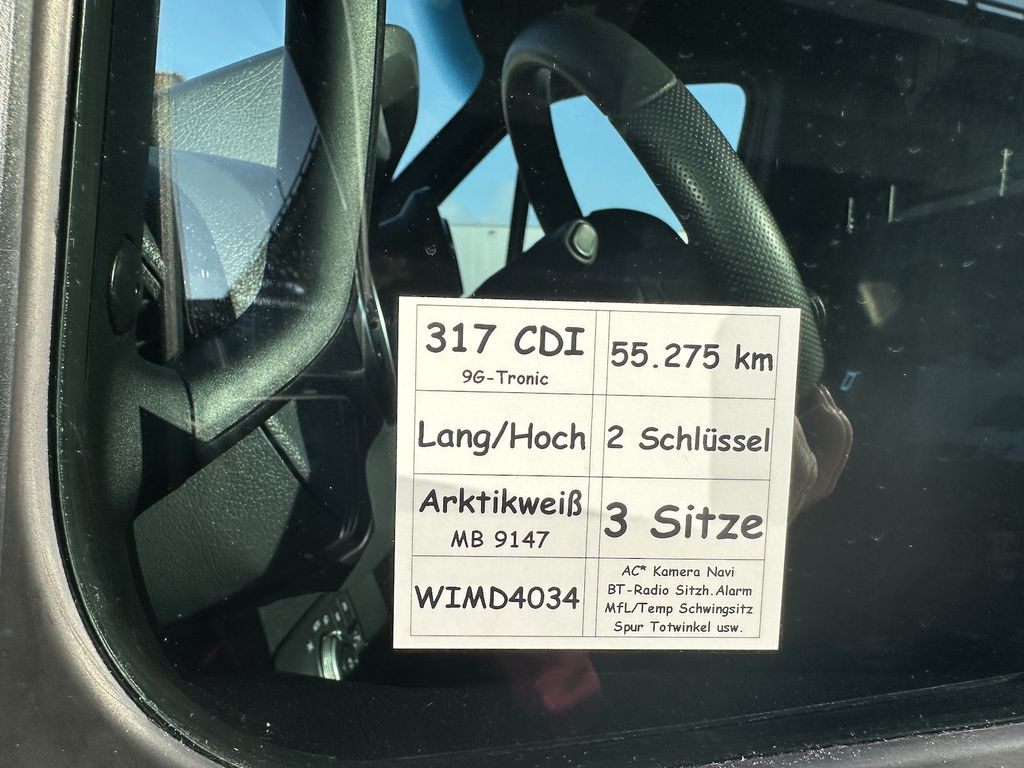 317 CDI
9G-Tronic
55.275 km
Lang/Hoch
2 Schlüssel
Arktikweiß
MB 9147
3 Sitze
WIMD4034
AC* Kamera Navi
BT-Radio Sitzh.Alarm
MfL/Temp Schwingsitz
Spur Totwinkel usw.